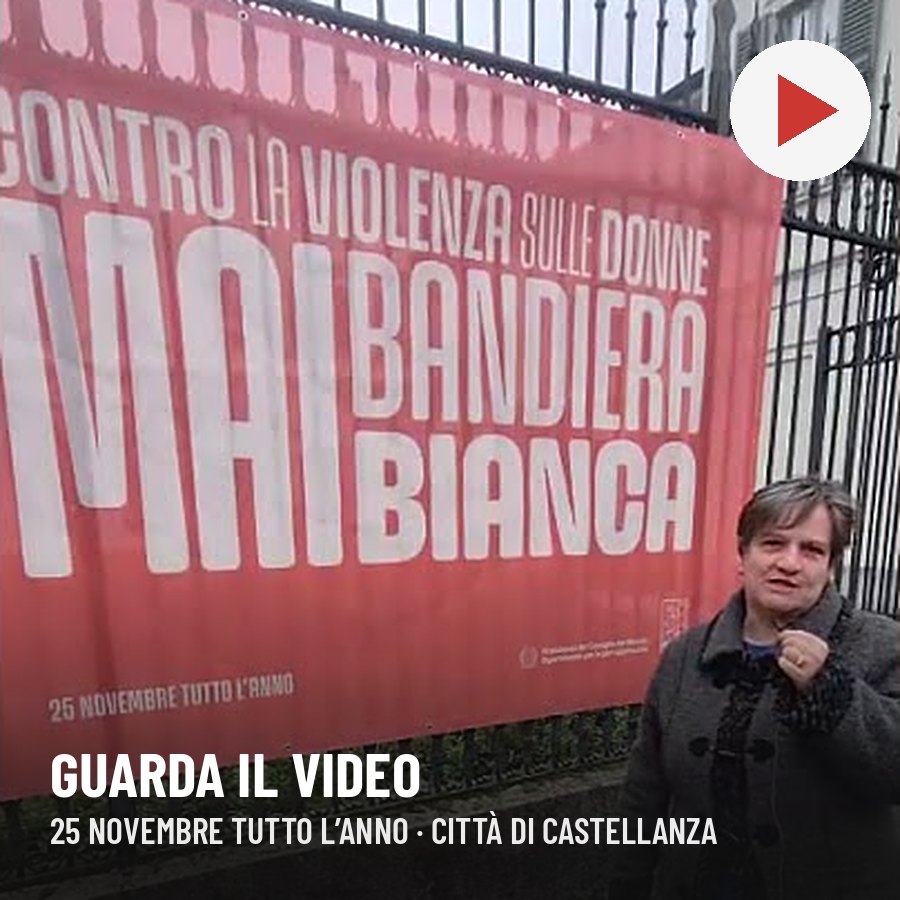 CONTRO LA VIOLENZA SULLE DONNE
MAI BANDIERA
BIANCA
25 NOVEMBRE TUTTO L'ANNO
GUARDA IL VIDEO
25 NOVEMBRE TUTTO L’ANNO · CITTÀ DI CASTELLANZA